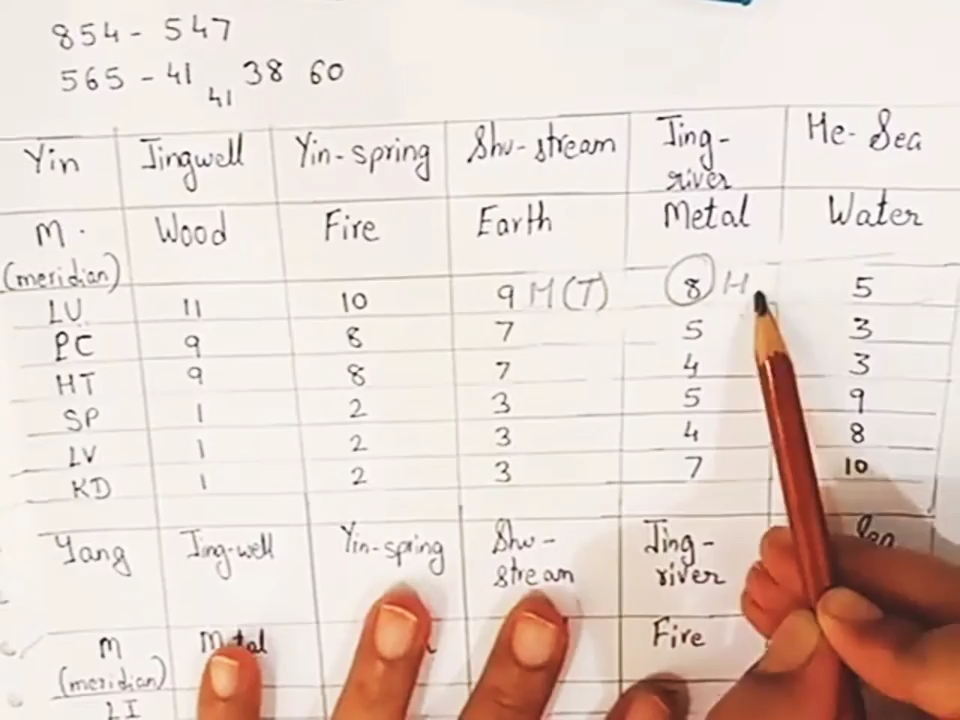 854 - 547
565 - 41 41 38 60
Yin Jingwell Yin-spring Shu-stream Jing-river He-Sea
M. (meridian) Wood Fire Earth Metal Water
LU 11 10 9 M(T) 8 H 5
PC 9 8 7 5 3
HT 9 8 7 4 3
SP 1 2 3 5 9
LV 1 2 3 4 8
KD 1 2 3 7 10
Yang Jing-well Yin-spring Shu-stream Jing-river Sea
M (meridian) Metal Fire
LI